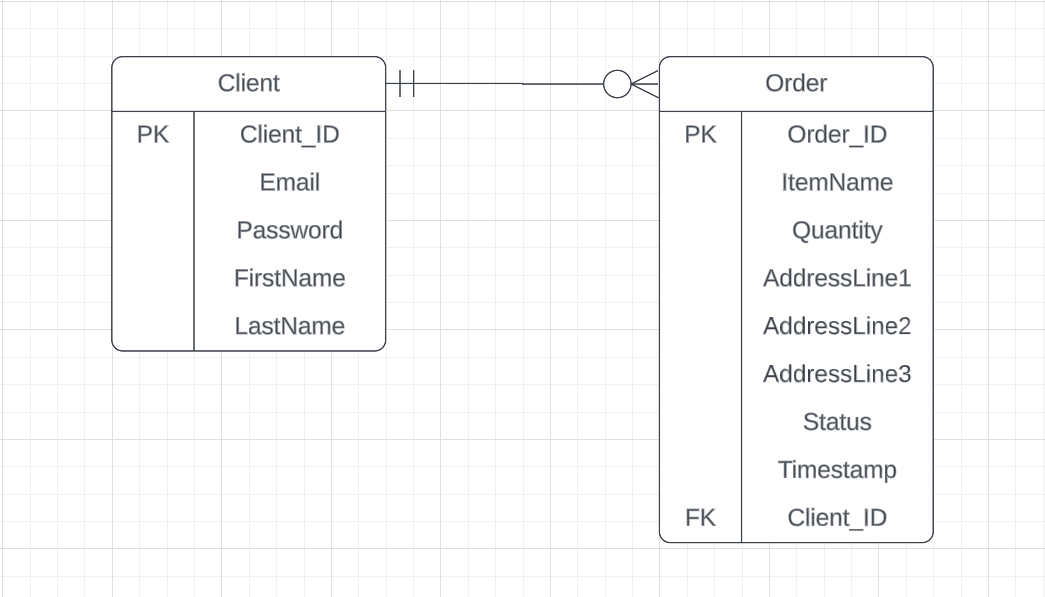 Client
PK Client_ID
Email
Password
FirstName
LastName
Order
PK Order_ID
ItemName
Quantity
AddressLine1
AddressLine2
AddressLine3
Status
Timestamp
FK Client_ID